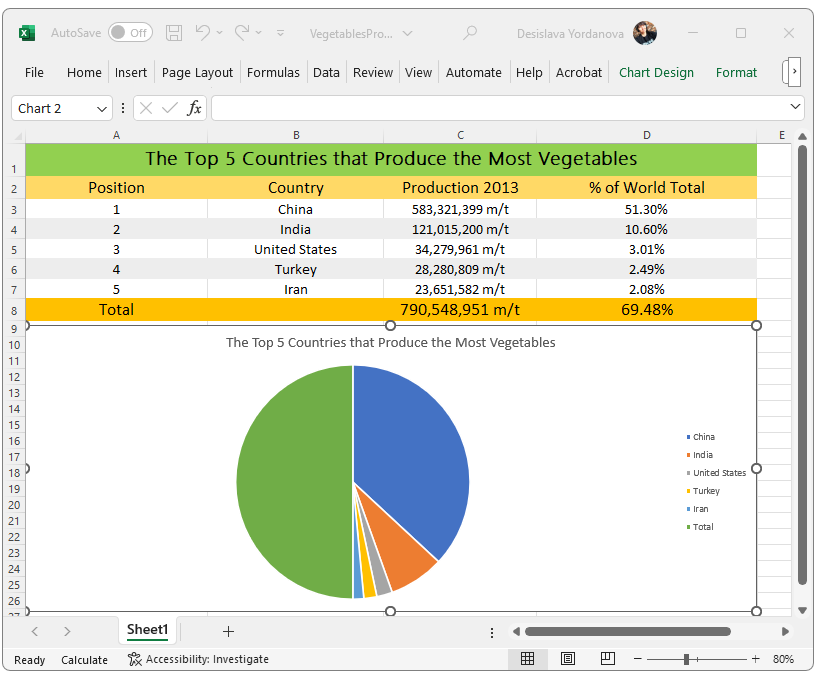 AutoSave Off VegetablesPro... Desislava Yordanova
File Home Insert Page Layout Formulas Data Review View Automate Help Acrobat Chart Design Format
Chart 2 fx
A B C D E
1 The Top 5 Countries that Produce the Most Vegetables
2 Position Country Production 2013 % of World Total
3 1 China 583,321,399 m/t 51.30%
4 2 India 121,015,200 m/t 10.60%
5 3 United States 34,279,961 m/t 3.01%
6 4 Turkey 28,280,809 m/t 2.49%
7 5 Iran 23,651,582 m/t 2.08%
8 Total 790,548,951 m/t 69.48%
9
10 The Top 5 Countries that Produce the Most Vegetables
11
12
13
14
15
16 China
17 India
18 United States
19 Turkey
20 Iran
21 Total
22
23
24
25
26
27
Sheet1
Ready Calculate Accessibility: Investigate 80%